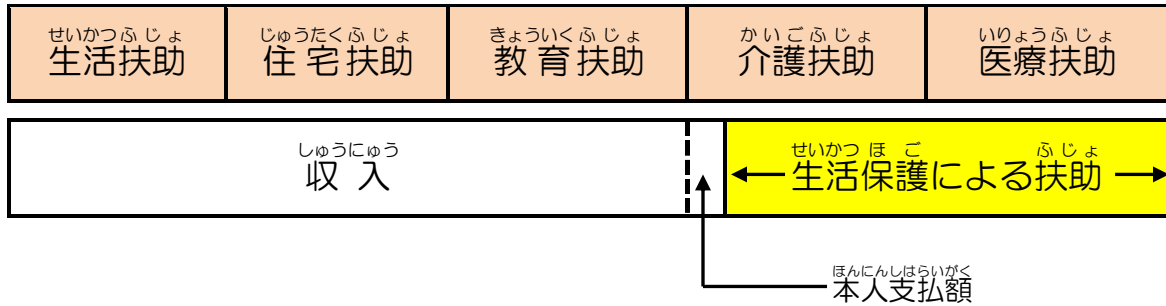 せいかつふじょ じゅうたくふじょ きょういくふじょ かいごふじょ いりょうふじょ
生活扶助 住宅扶助 教育扶助 介護扶助 医療扶助
しゅうにゅう せいかつほご ふじょ
収入 生活保護による扶助
ほんにんしはらいがく
本人支払額